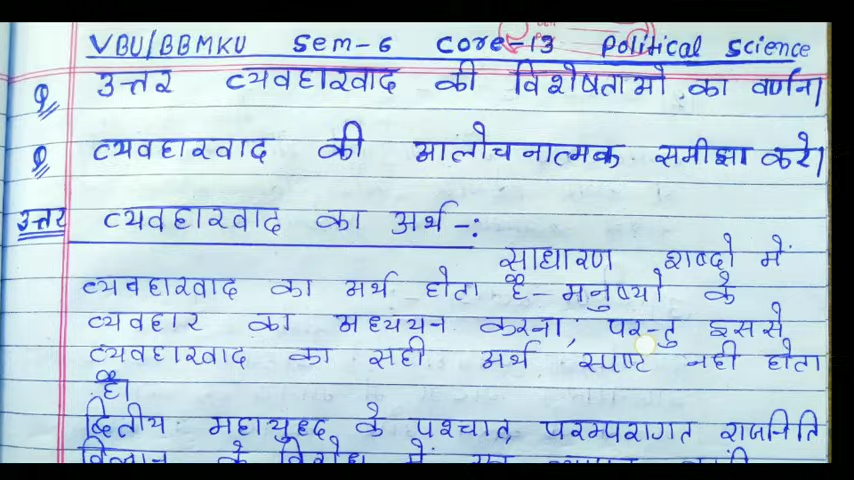 VBU/BBMKU Sem-6 Core-13 Political Science
Q उत्तर व्यवहारवाद की विशेषताओं का वर्णन।
Q व्यवहारवाद की आलोचनात्मक समीक्षा करे।
उत्तर व्यवहारवाद का अर्थ-:
साधारण शब्दो में
व्यवहारवाद का अर्थ होता है- मनुष्यो के
व्यवहार का अध्ययन करना, परन्तु इससे
व्यवहारवाद का सही अर्थ स्पष्ट नही होता
है।
द्वितीय महायुद्द के पश्चात, परम्परागत राजनिति
विज्ञान के विरोध में एक व्यापक